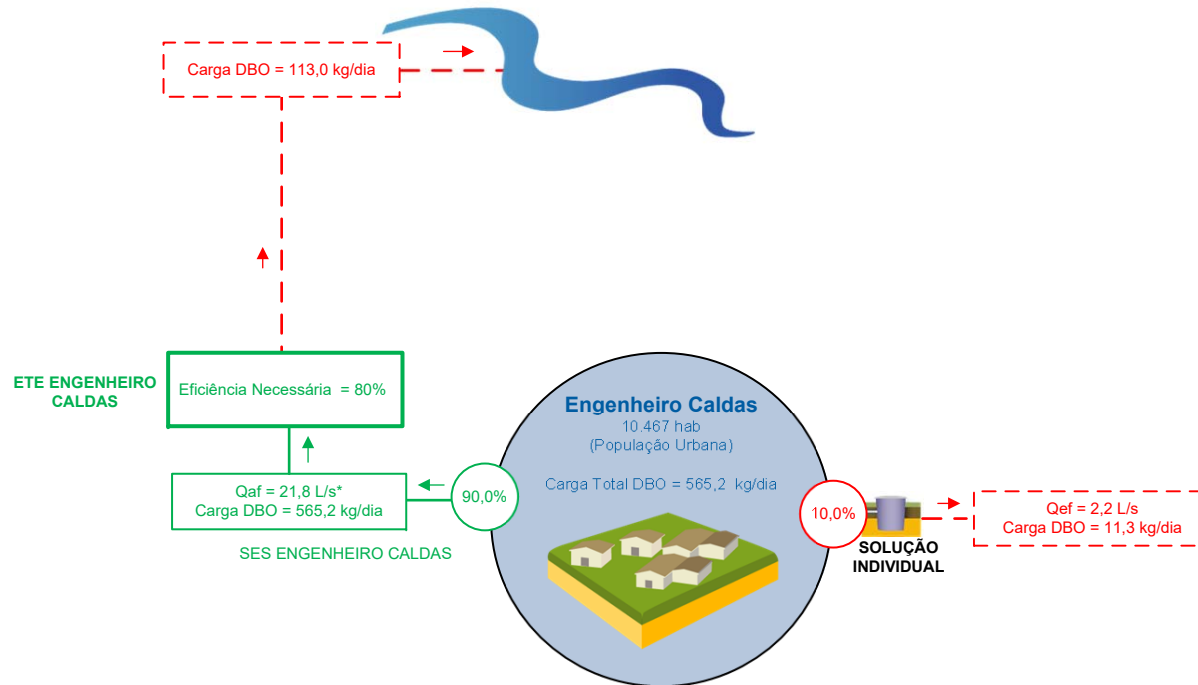 Carga DBO = 113,0 kg/dia
ETE ENGENHEIRO
CALDAS
Eficiência Necessária = 80%
Engenheiro Caldas
10.467 hab
(População Urbana)
Carga Total DBO = 565,2 kg/dia
Qaf = 21,8 L/s*
Carga DBO = 565,2 kg/dia
90,0%
SES ENGENHEIRO CALDAS
10,0%
SOLUÇÃO
INDIVIDUAL
Qef = 2,2 L/s
Carga DBO = 11,3 kg/dia